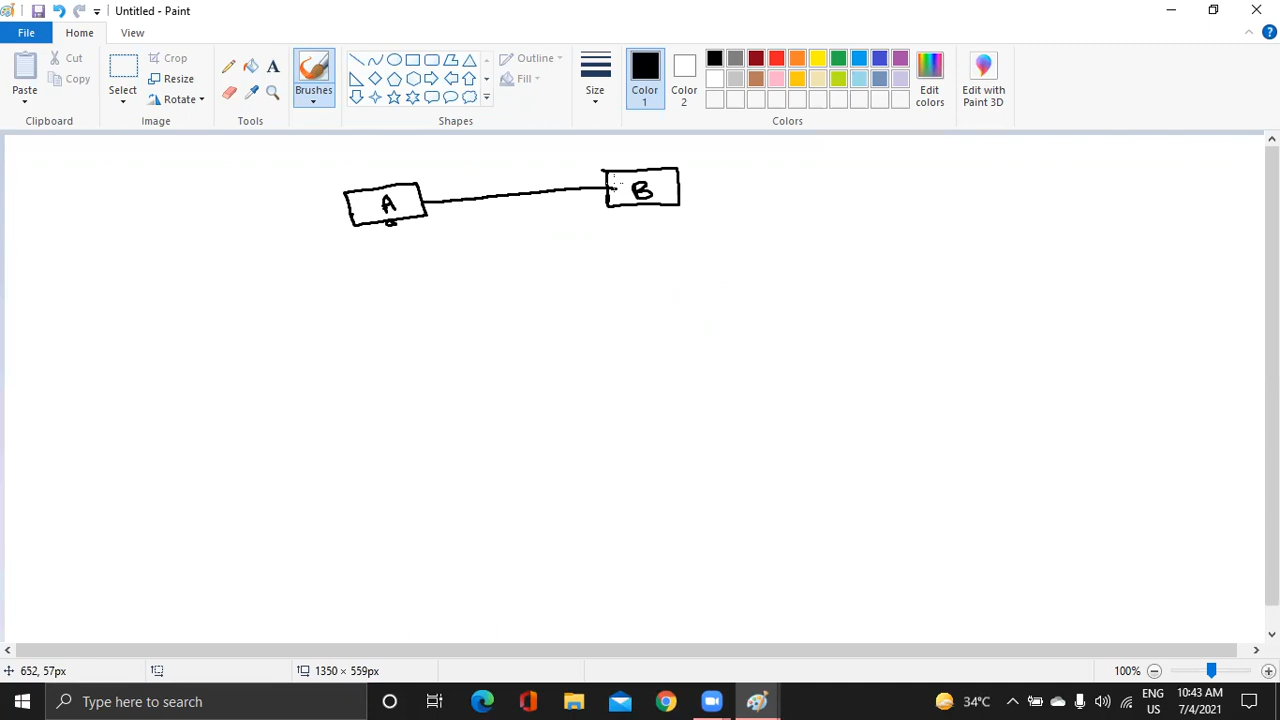 Untitled - Paint
File Home View
Paste
Cut
Copy
Clipboard
Select
Crop
Resize
Rotate
Image
A
Tools
Brushes
Outline
Fill
Shapes
Size
Color 1
Color 2
Edit colors
Edit with Paint 3D
Colors
A
B
652, 57px
1350 × 559px
100%
Type here to search
34°C
ENG
US
10:43 AM
7/4/2021